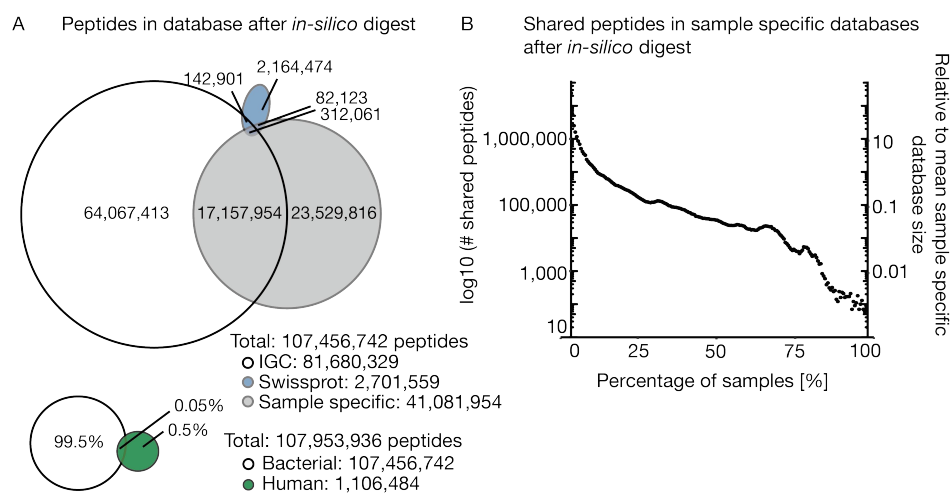 A Peptides in database after in-silico digest
142,901
2,164,474
82,123
312,061
64,067,413
17,157,954
23,529,816
Total: 107,456,742 peptides
IGC: 81,680,329
Swissprot: 2,701,559
Sample specific: 41,081,954
99.5%
0.05%
0.5%
Total: 107,953,936 peptides
Bacterial: 107,456,742
Human: 1,106,484
B Shared peptides in sample specific databases
after in-silico digest
log10 (# shared peptides)
1,000,000
100,000
1,000
10
0 25 50 75 100
Percentage of samples [%]
10
0.1
0.01
Relative to mean sample specific
database size